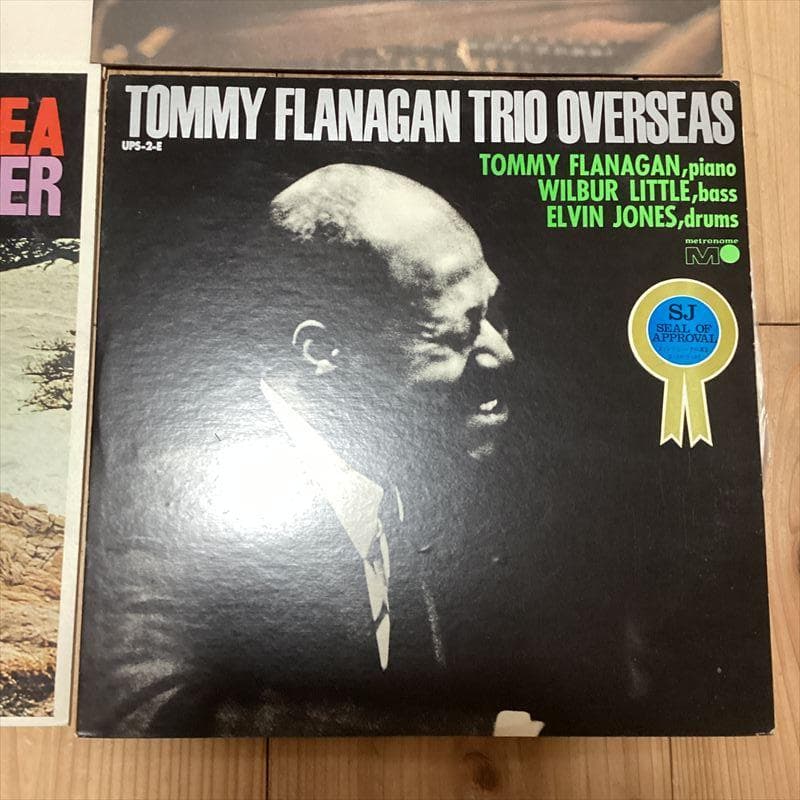 EA
ER
TOMMY FLANAGAN TRIO OVERSEAS
UPS-2-E
TOMMY FLANAGAN,piano
WILBUR LITTLE,bass
ELVIN JONES,drums
metronome
SJ
SEAL OF
APPROVAL